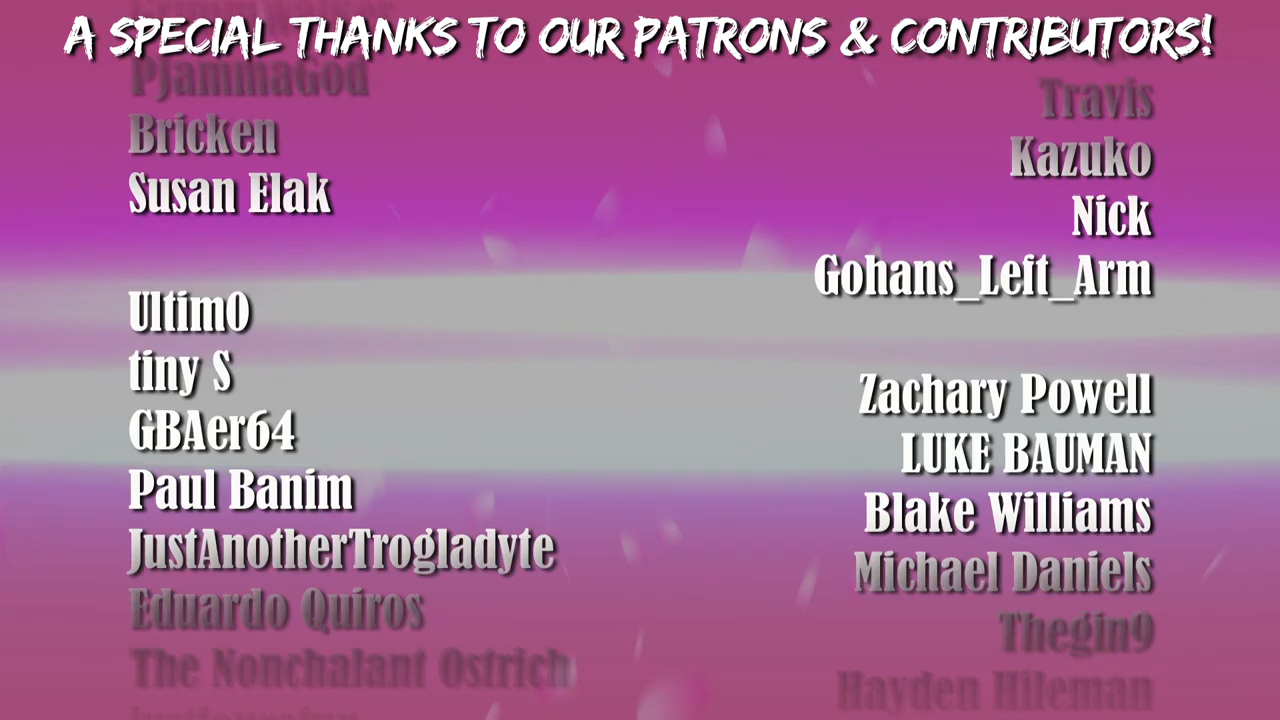 A SPECIAL THANKS TO OUR PATRONS & CONTRIBUTORS!
PJammaGod
Bricken
Susan Elak
Ultim0
tiny S
GBAer64
Paul Banim
JustAnotherTrogladyte
Eduardo Quiros
The Nonchalant Ostrich
Travis
Kazuko
Nick
Gohans_Left_Arm
Zachary Powell
LUKE BAUMAN
Blake Williams
Michael Daniels
Thegin9
Hayden Hileman